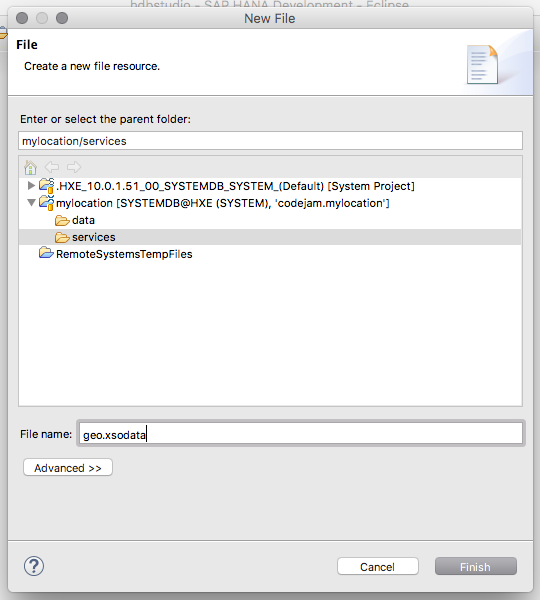 hdbstudio - SAP HANA Development - Eclipse
New File
File
Create a new file resource.
Enter or select the parent folder:
mylocation/services
.HXE_10.0.1.51_00_SYSTEMDB_SYSTEM_(Default) [System Project]
mylocation [SYSTEMDB@HXE (SYSTEM), 'codejam.mylocation']
data
services
RemoteSystemsTempFiles
File name: geo.xsodata
Advanced >>
? Cancel Finish